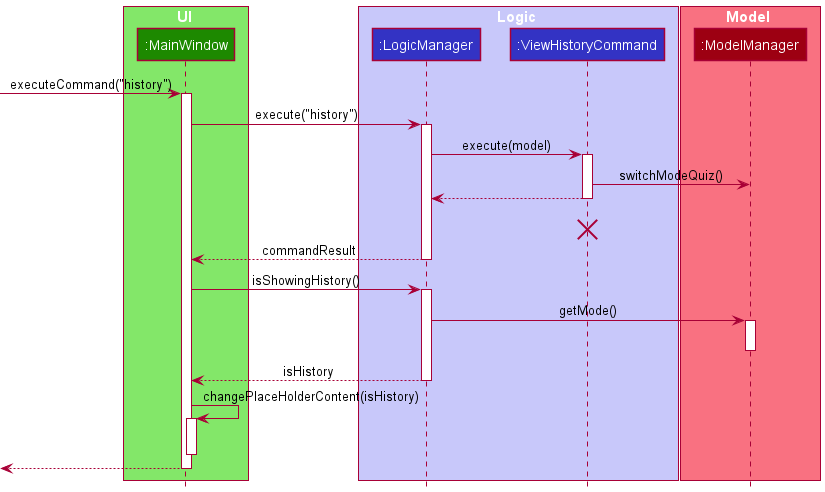 UI
Logic
Model
:MainWindow
:LogicManager
:ViewHistoryCommand
:ModelManager
executeCommand("history")
execute("history")
execute(model)
switchModeQuiz()
commandResult
isShowingHistory()
getMode()
isHistory
changePlaceHolderContent(isHistory)